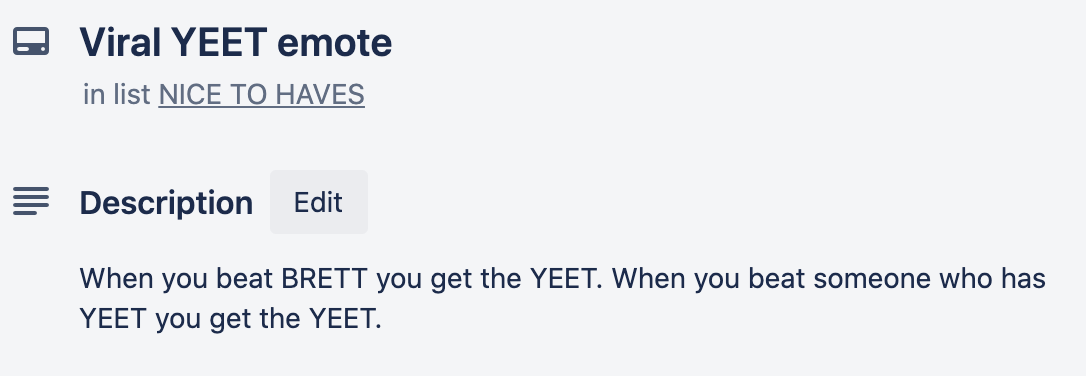 Viral YEET emote
in list NICE TO HAVES
Description Edit
When you beat BRETT you get the YEET. When you beat someone who has
YEET you get the YEET.